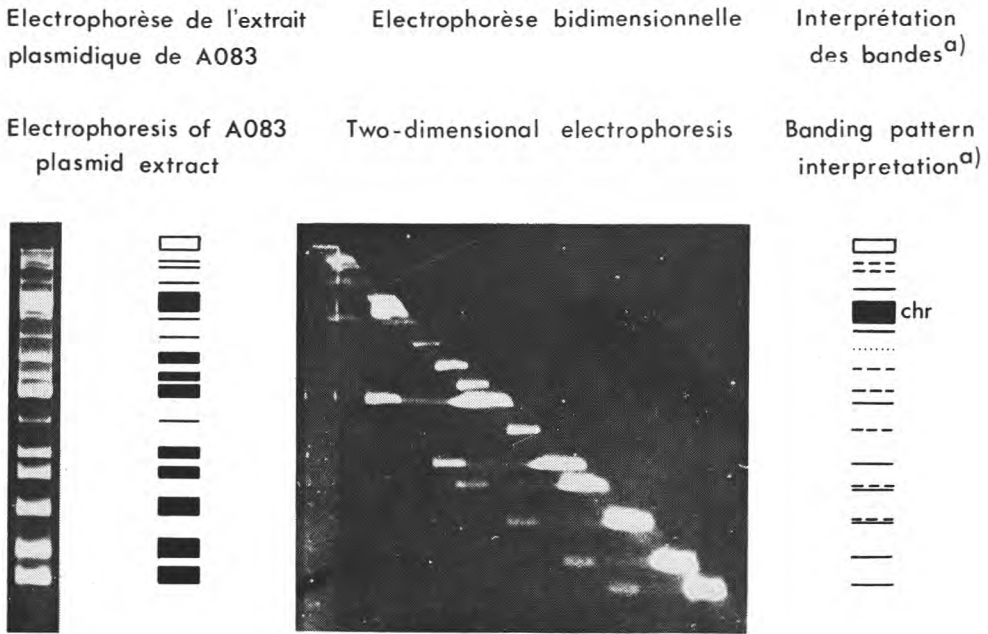 Electrophorèse de l'extrait
plasmidique de A083
Electrophorèse bidimensionnelle
Interprétation
des bandes a)
Electrophoresis of A083
plasmid extract
Two-dimensional electrophoresis
Banding pattern
interpretation a)
chr